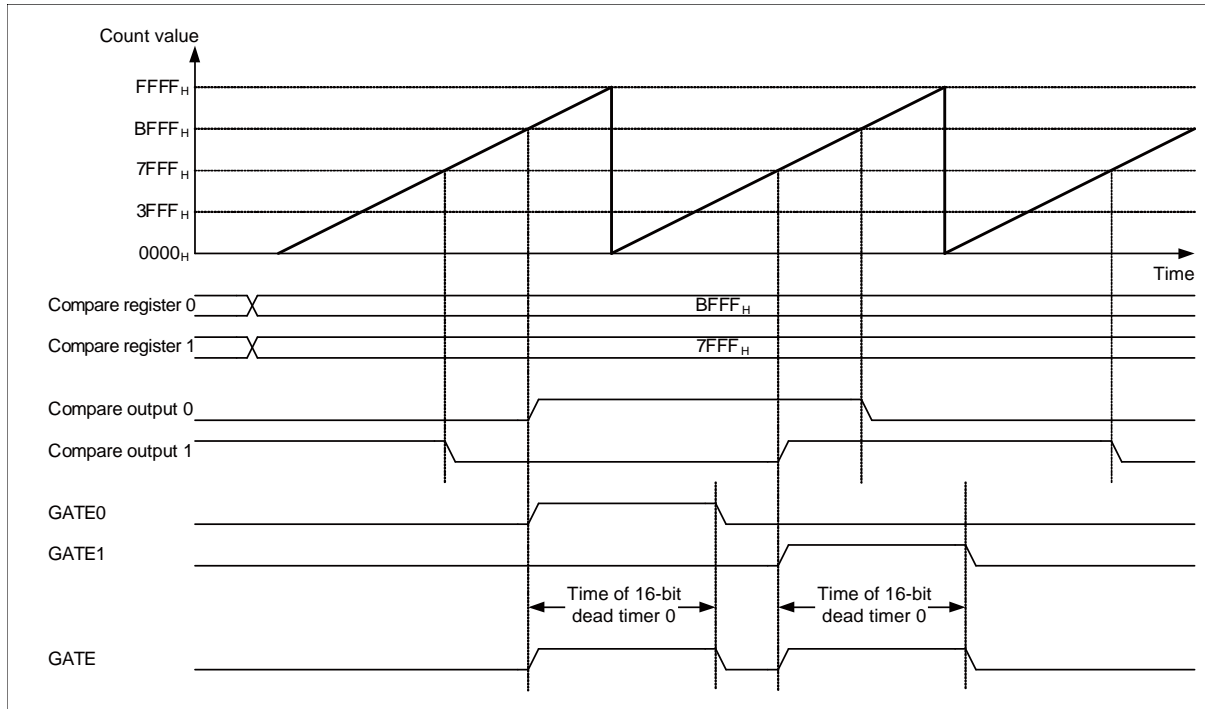 Count value
FFFFH
BFFFH
7FFFH
3FFFH
0000H
Time
Compare register 0
BFFFH
Compare register 1
7FFFH
Compare output 0
Compare output 1
GATE0
GATE1
Time of 16-bit
dead timer 0
Time of 16-bit
dead timer 0
GATE